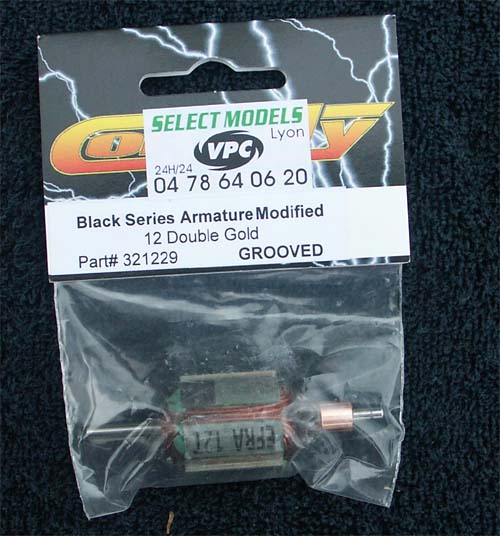 SELECT MODELS
Lyon
VPC
24H/24
04 78 64 06 20
Black Series Armature Modified
12 Double Gold
Part# 321229 GROOVED
EFRA 12T